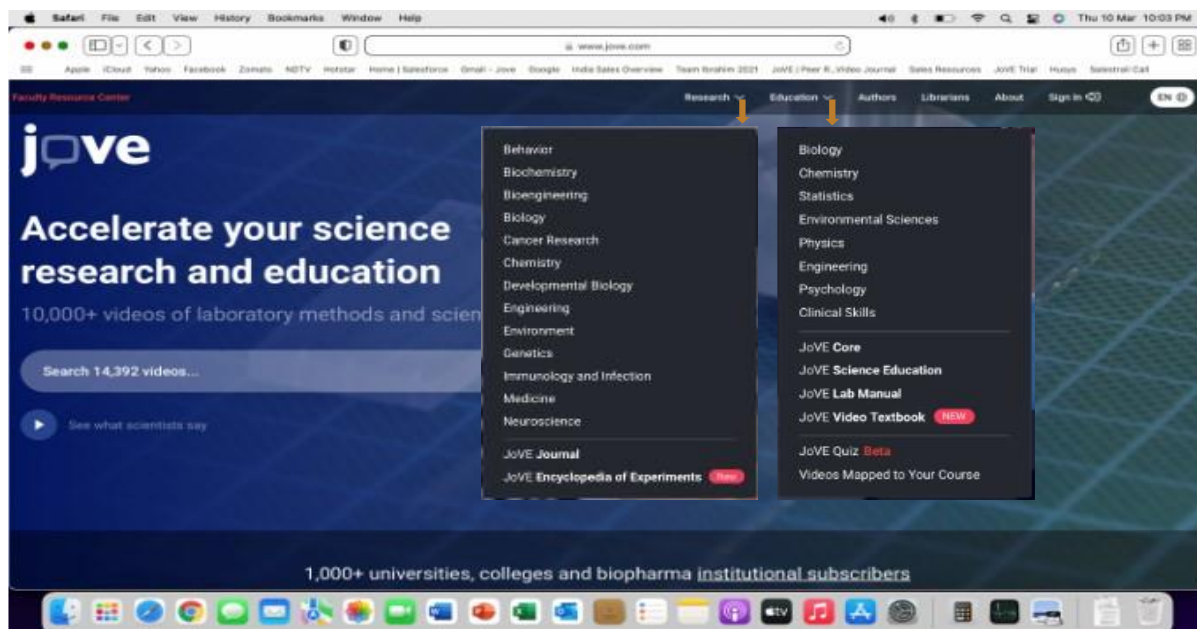 Safari File Edit View History Bookmarks Window Help Thu 10 Mar 10:03 PM
www.jove.com
Apple iCloud Yahoo Facebook Zomato NDTV Hotstar Home | Salesforce Gmail - Jove Google India Sales Overview Team Ibrahim 2021 JoVE | Peer R...Video Journal Sales Resources JoVE Trial Husys Salestrail Call
Faculty Resource Center Research Education Authors Librarians About Sign In EN
jove
Accelerate your science
research and education
10,000+ videos of laboratory methods and scien
Search 14,392 videos...
See what scientists say
Behavior
Biochemistry
Bioengineering
Biology
Cancer Research
Chemistry
Developmental Biology
Engineering
Environment
Genetics
Immunology and Infection
Medicine
Neuroscience
JoVE Journal
JoVE Encyclopedia of Experiments New
Biology
Chemistry
Statistics
Environmental Sciences
Physics
Engineering
Psychology
Clinical Skills
JoVE Core
JoVE Science Education
JoVE Lab Manual
JoVE Video Textbook NEW
JoVE Quiz Beta
Videos Mapped to Your Course
1,000+ universities, colleges and biopharma institutional subscribers
tv